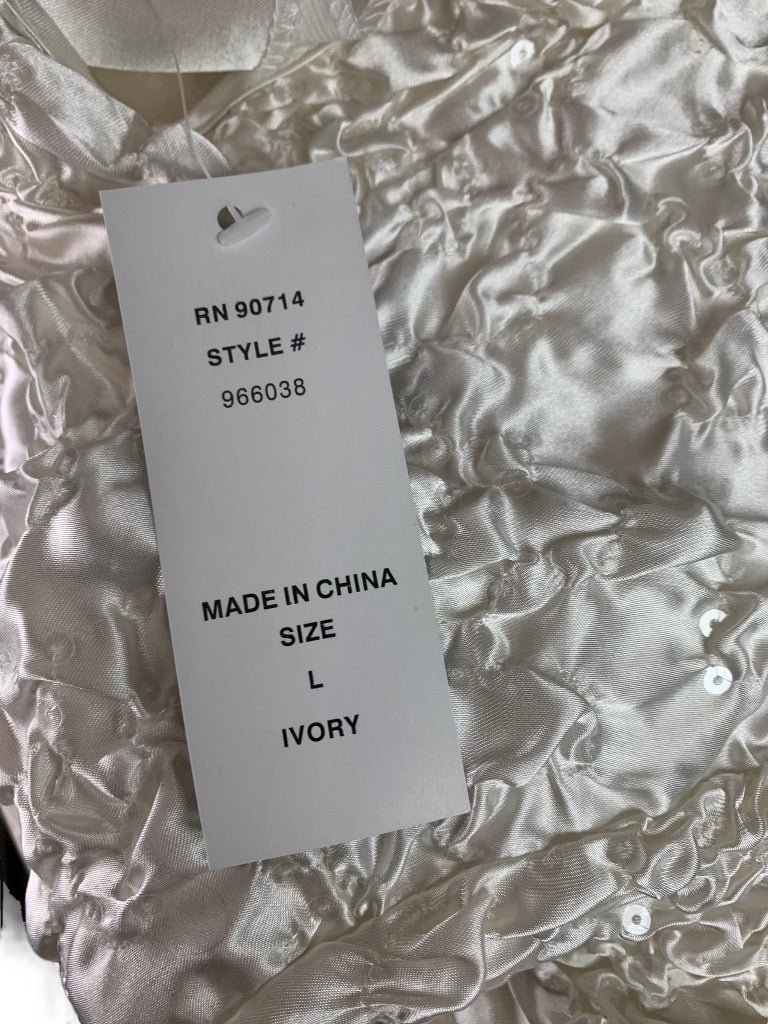 RN 90714
STYLE #
966038
MADE IN CHINA
SIZE
L
IVORY